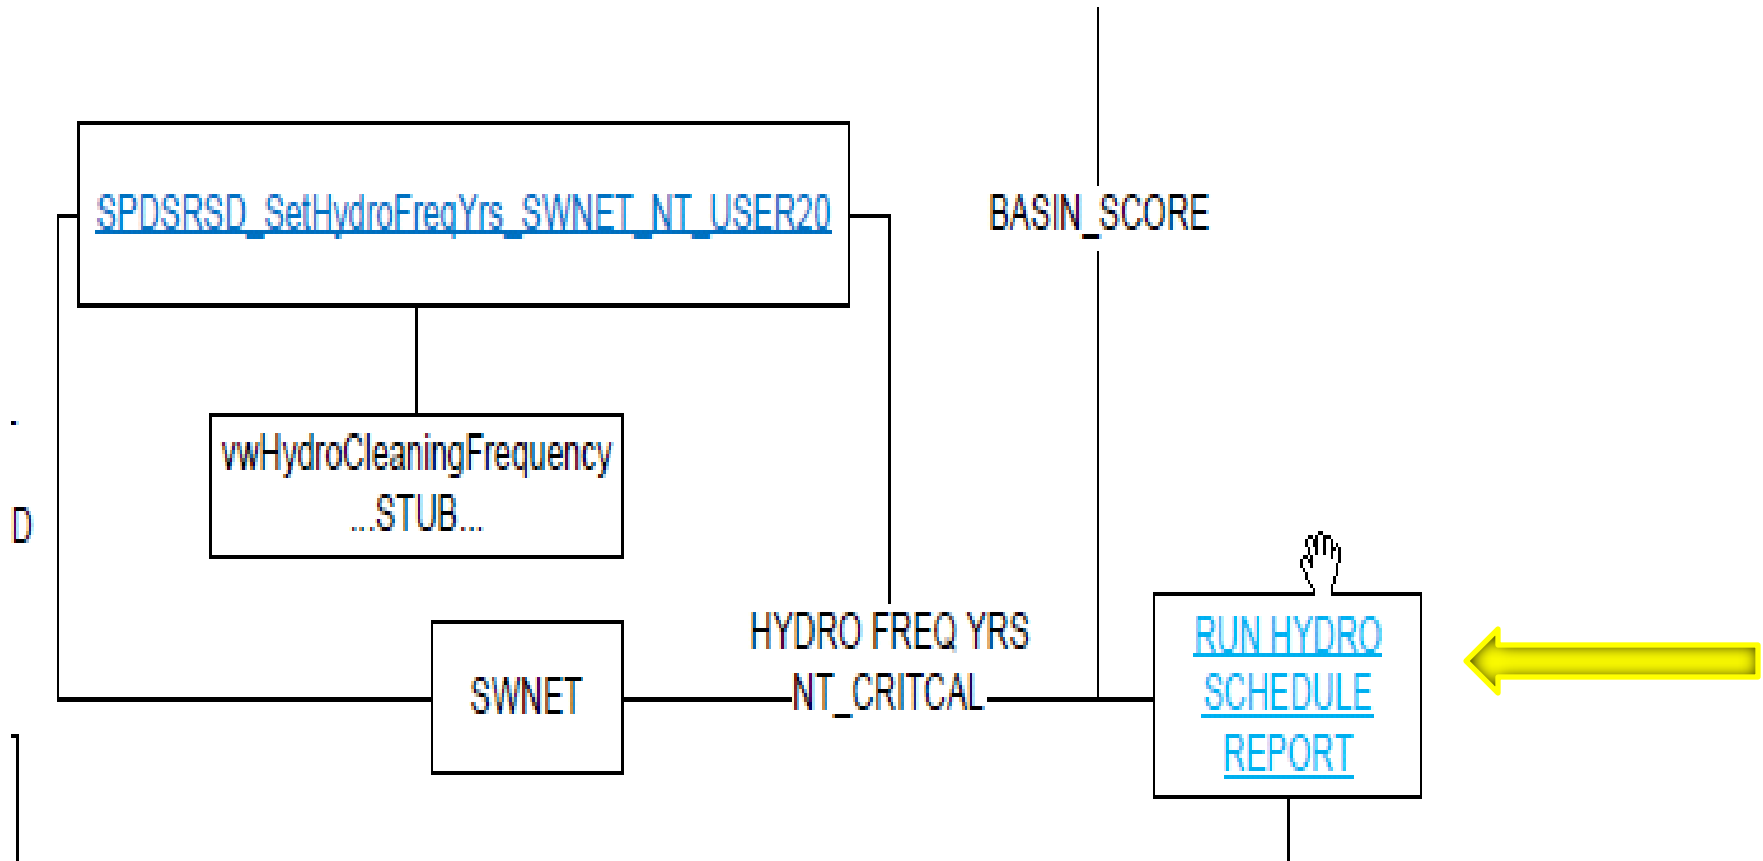 SPDSRSD_SetHydroFreqYrs_SWNET_NT_USER20
BASIN_SCORE
vwHydroCleaningFrequency
...STUB...
D
HYDRO FREQ YRS
NT_CRITCAL
SWNET
RUN HYDRO
SCHEDULE
REPORT